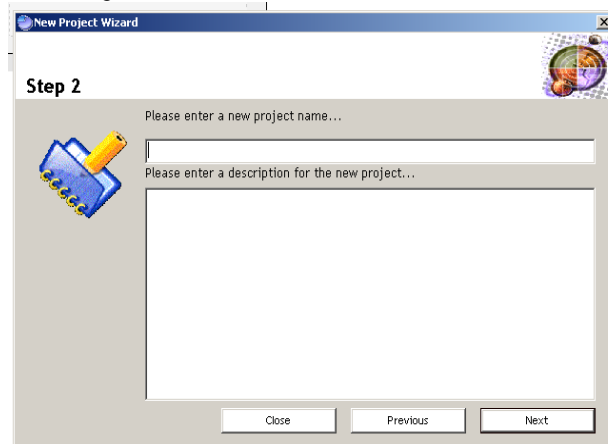 New Project Wizard
Step 2
Please enter a new project name...
Please enter a description for the new project...
Close
Previous
Next